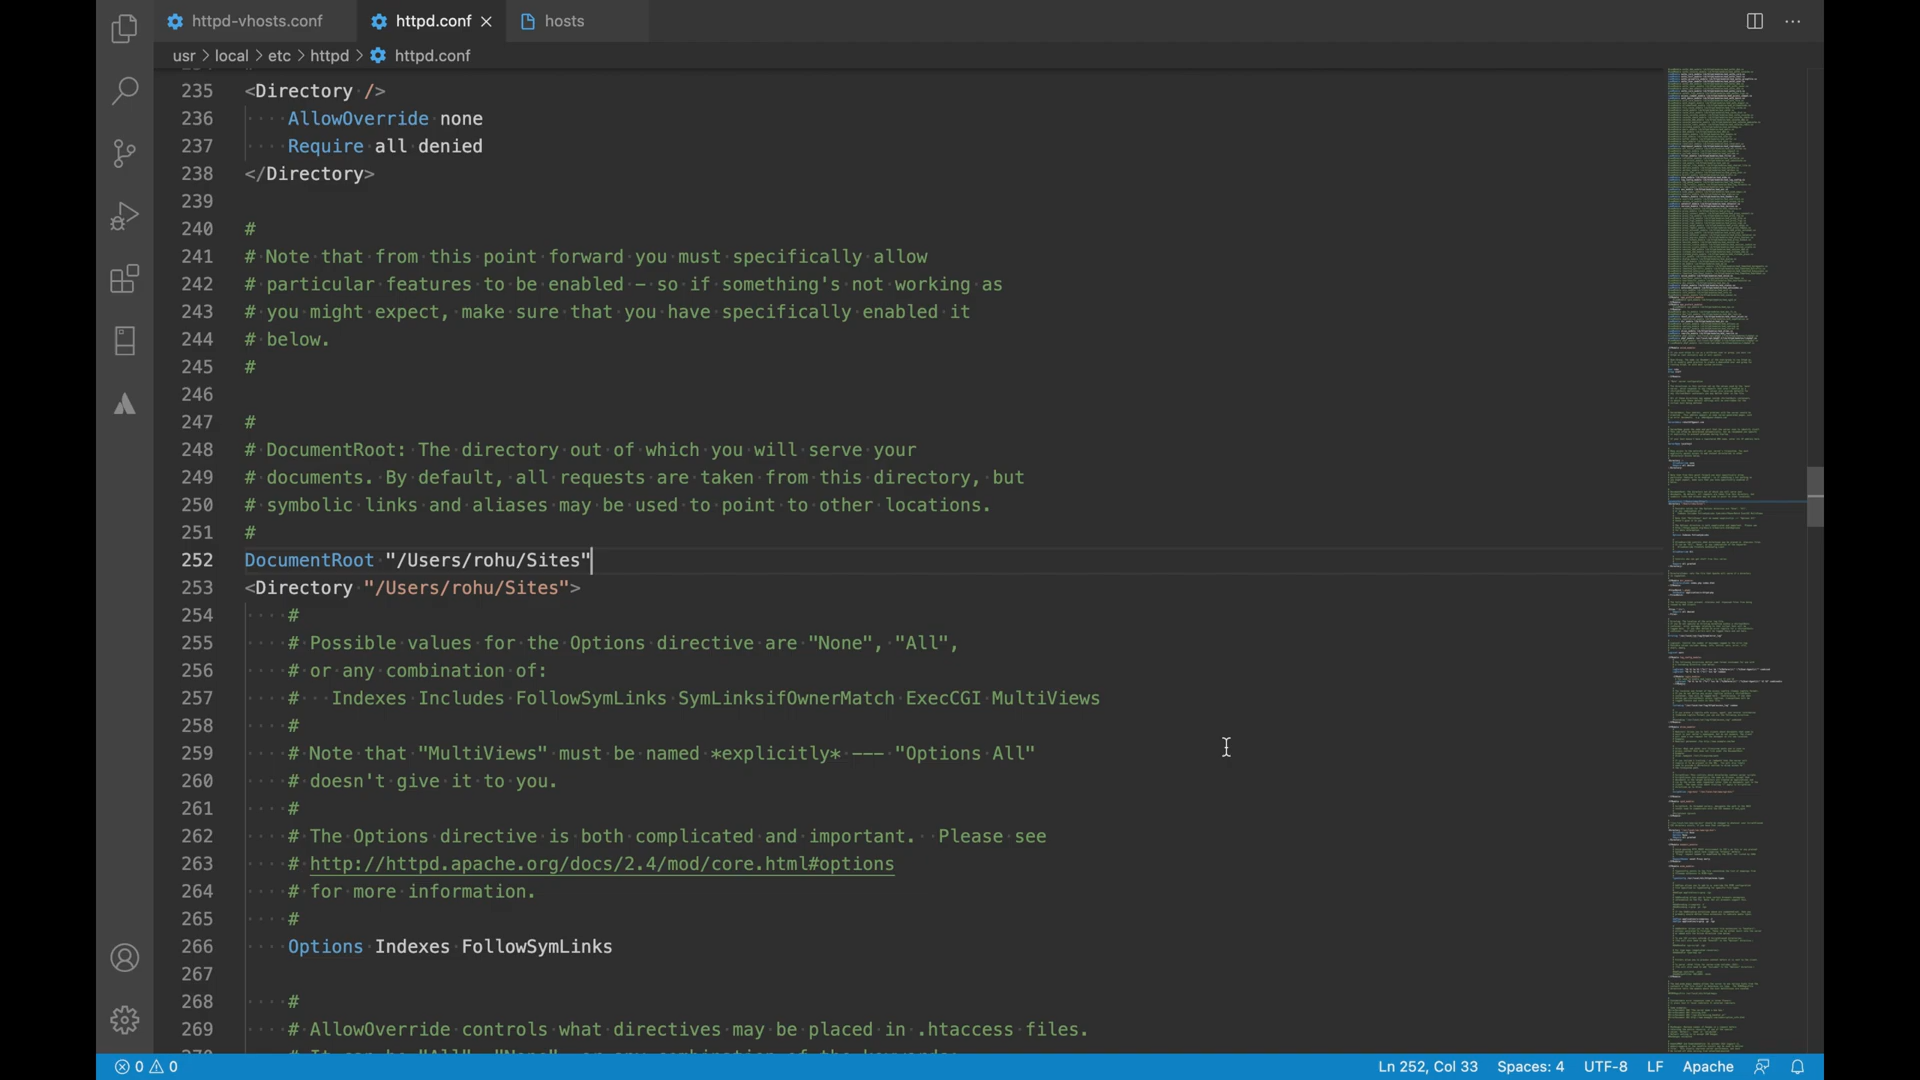 httpd-vhosts.conf
httpd.conf
hosts
usr > local > etc > httpd > httpd.conf
235 <Directory />
236 AllowOverride none
237 Require all denied
238 </Directory>
239
240 #
241 # Note that from this point forward you must specifically allow
242 # particular features to be enabled - so if something's not working as
243 # you might expect, make sure that you have specifically enabled it
244 # below.
245 #
246
247 #
248 # DocumentRoot: The directory out of which you will serve your
249 # documents. By default, all requests are taken from this directory, but
250 # symbolic links and aliases may be used to point to other locations.
251 #
252 DocumentRoot "/Users/rohu/Sites"
253 <Directory "/Users/rohu/Sites">
254 #
255 # Possible values for the Options directive are "None", "All",
256 # or any combination of:
257 #   Indexes Includes FollowSymLinks SymLinksifOwnerMatch ExecCGI MultiViews
258 #
259 # Note that "MultiViews" must be named *explicitly* --- "Options All"
260 # doesn't give it to you.
261 #
262 # The Options directive is both complicated and important.  Please see
263 # http://httpd.apache.org/docs/2.4/mod/core.html#options
264 # for more information.
265 #
266 Options Indexes FollowSymLinks
267
268 #
269 # AllowOverride controls what directives may be placed in .htaccess files.
0 0
Ln 252, Col 33
Spaces: 4
UTF-8
LF
Apache